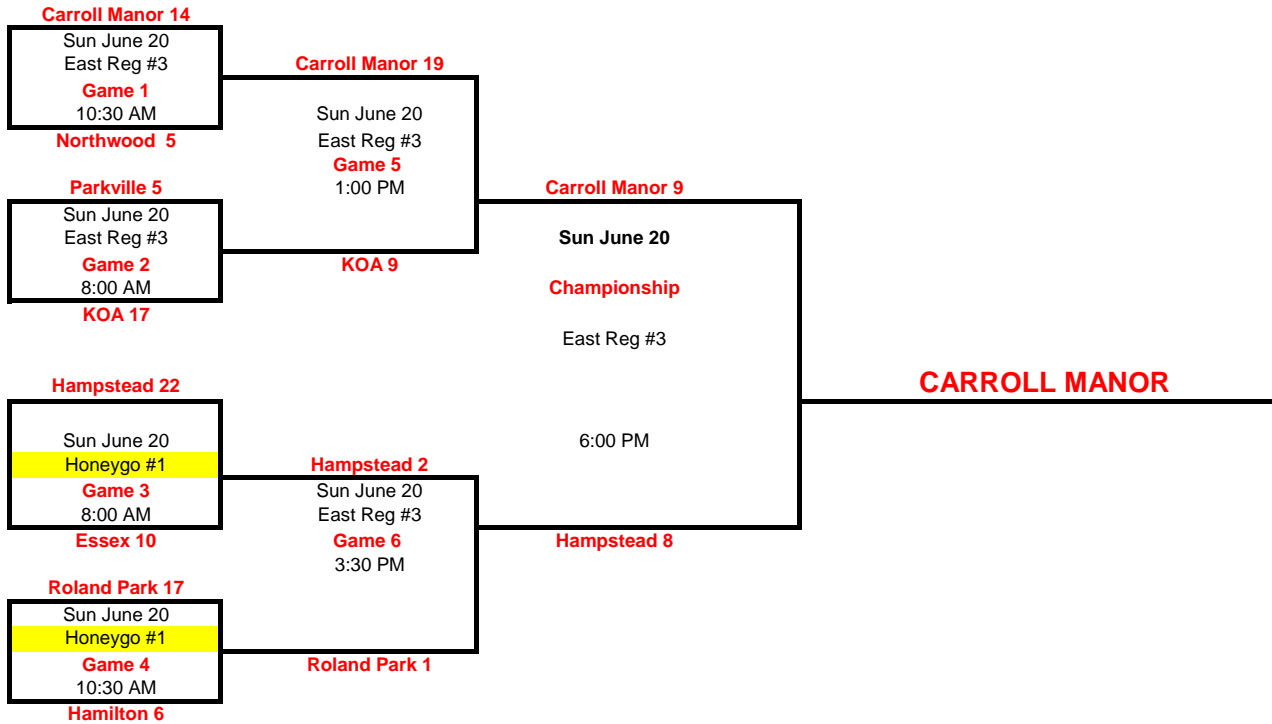 Carroll Manor 14
Sun June 20
East Reg #3
Game 1
10:30 AM
Northwood  5
Parkville 5
Sun June 20
East Reg #3
Game 2
8:00 AM
KOA 17
Hampstead 22
Sun June 20
Honeygo #1
Game 3
8:00 AM
Essex 10
Roland Park 17
Sun June 20
Honeygo #1
Game 4
10:30 AM
Hamilton 6
Carroll Manor 19
Sun June 20
East Reg #3
Game 5
1:00 PM
KOA 9
Hampstead 2
Sun June 20
East Reg #3
Game 6
3:30 PM
Roland Park 1
Carroll Manor 9
Sun June 20
Championship
East Reg #3
6:00 PM
Hampstead 8
CARROLL MANOR